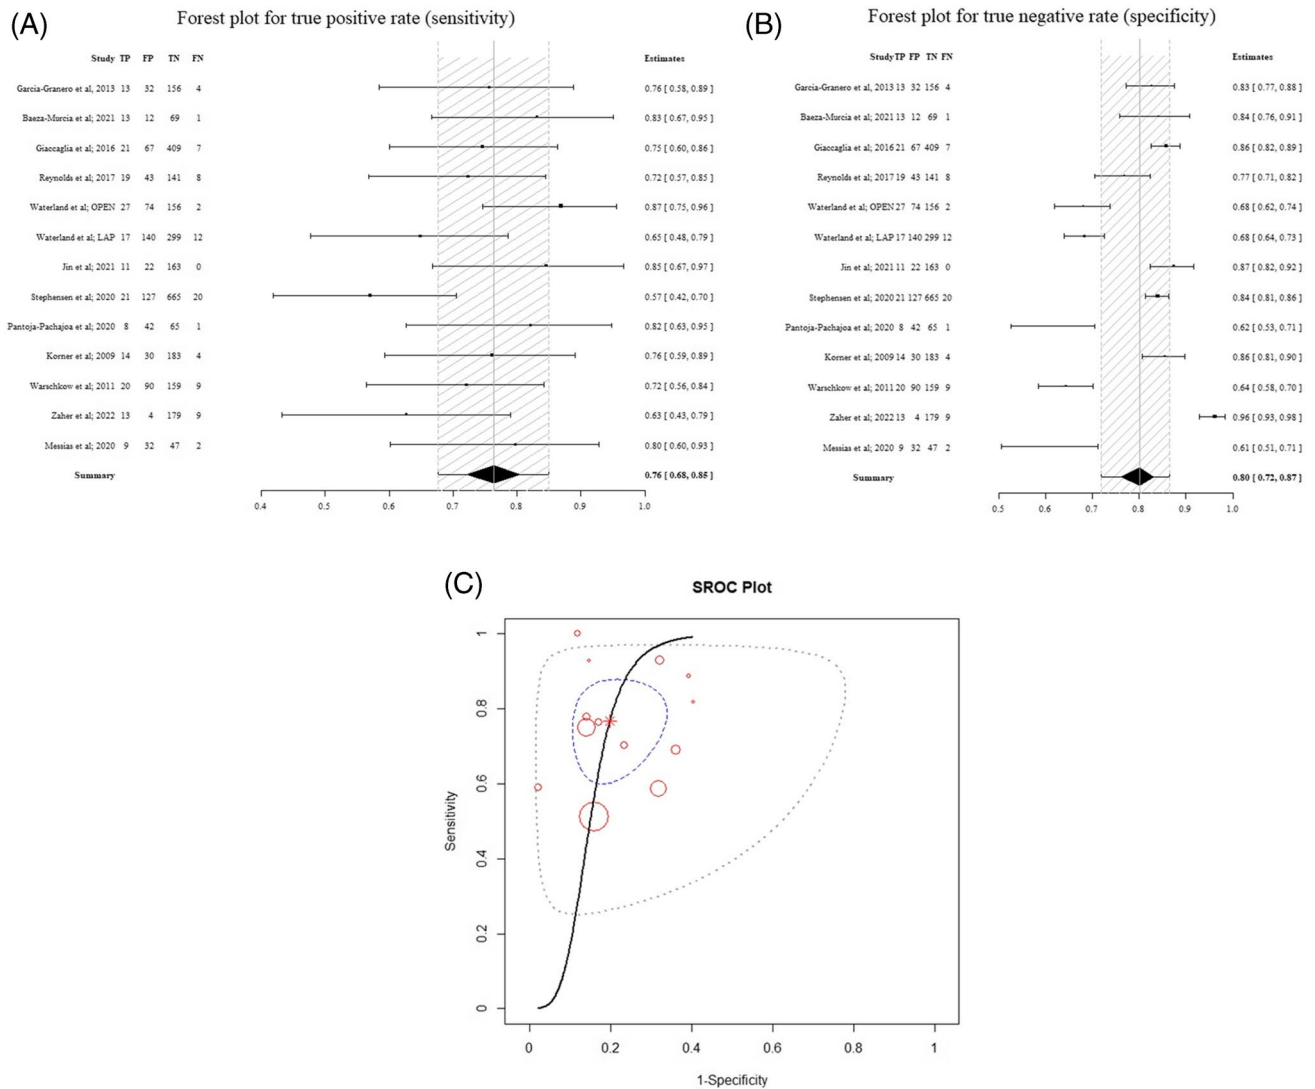 (A)
Forest plot for true positive rate (sensitivity)
Study TP FP TN FN Estimates
Garcia-Granero et al, 2013 13 32 156 4 0.76 [ 0.58, 0.89 ]
Baeza-Murcia et al; 2021 13 12 69 1 0.83 [ 0.67, 0.95 ]
Giaccaglia et al; 2016 21 67 409 7 0.75 [ 0.60, 0.86 ]
Reynolds et al; 2017 19 43 141 8 0.72 [ 0.57, 0.85 ]
Waterland et al; OPEN 27 74 156 2 0.87 [ 0.75, 0.96 ]
Waterland et al; LAP 17 140 299 12 0.65 [ 0.48, 0.79 ]
Jin et al; 2021 11 22 163 0 0.85 [ 0.67, 0.97 ]
Stephensen et al; 2020 21 127 665 20 0.57 [ 0.42, 0.70 ]
Pantoja-Pachajoa et al; 2020 8 42 65 1 0.82 [ 0.63, 0.95 ]
Korner et al; 2009 14 30 183 4 0.76 [ 0.59, 0.89 ]
Warschkow et al; 2011 20 90 159 9 0.72 [ 0.56, 0.84 ]
Zaher et al; 2022 13 4 179 9 0.63 [ 0.43, 0.79 ]
Messias et al; 2020 9 32 47 2 0.80 [ 0.60, 0.93 ]
Summary 0.76 [ 0.68, 0.85 ]
0.4 0.5 0.6 0.7 0.8 0.9 1.0
(B)
Forest plot for true negative rate (specificity)
Study TP FP TN FN Estimates
Garcia-Granero et al, 2013 13 32 156 4 0.83 [ 0.77, 0.88 ]
Baeza-Murcia et al; 2021 13 12 69 1 0.84 [ 0.76, 0.91 ]
Giaccaglia et al; 2016 21 67 409 7 0.86 [ 0.82, 0.89 ]
Reynolds et al; 2017 19 43 141 8 0.77 [ 0.71, 0.82 ]
Waterland et al; OPEN 27 74 156 2 0.68 [ 0.62, 0.74 ]
Waterland et al; LAP 17 140 299 12 0.68 [ 0.64, 0.73 ]
Jin et al; 2021 11 22 163 0 0.87 [ 0.82, 0.92 ]
Stephensen et al; 2020 21 127 665 20 0.84 [ 0.81, 0.86 ]
Pantoja-Pachajoa et al; 2020 8 42 65 1 0.62 [ 0.53, 0.71 ]
Korner et al; 2009 14 30 183 4 0.86 [ 0.81, 0.90 ]
Warschkow et al; 2011 20 90 159 9 0.64 [ 0.58, 0.70 ]
Zaher et al; 2022 13 4 179 9 0.96 [ 0.93, 0.98 ]
Messias et al; 2020 9 32 47 2 0.61 [ 0.51, 0.71 ]
Summary 0.80 [ 0.72, 0.87 ]
0.5 0.6 0.7 0.8 0.9 1.0
(C)
SROC Plot
Sensitivity
1
0.8
0.6
0.4
0.2
0
0 0.2 0.4 0.6 0.8 1
1-Specificity